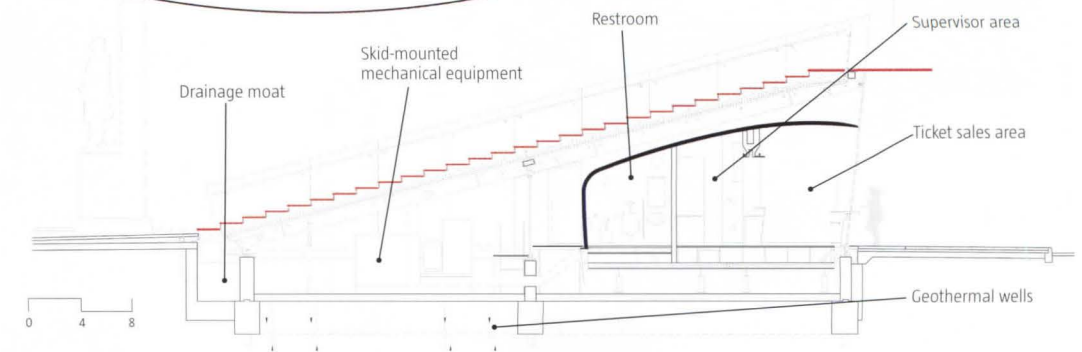 Restroom
Supervisor area
Skid-mounted
mechanical equipment
Drainage moat
Ticket sales area
Geothermal wells
0 4 8